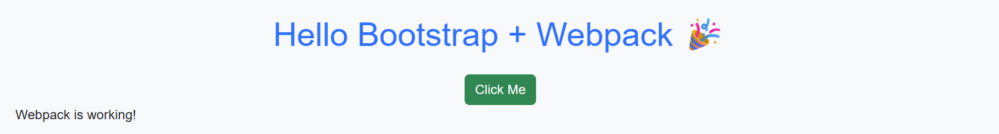 Hello Bootstrap + Webpack 🎉
Click Me
Webpack is working!